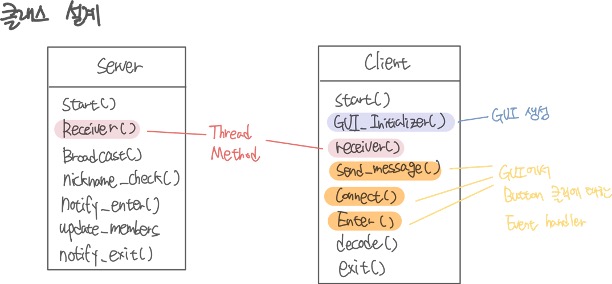 클래스 설계
Server
Start()
Receiver()
Broadcast()
nickname_check()
notify_enter()
update_members
notify_exit()
Thread
Method
Client
start()
GUI_Initializer()
receiver()
Send_message()
Connect()
Enter()
decode()
exit()
GUI 생성
GUI에서
Button 클릭에 대한
Event handler